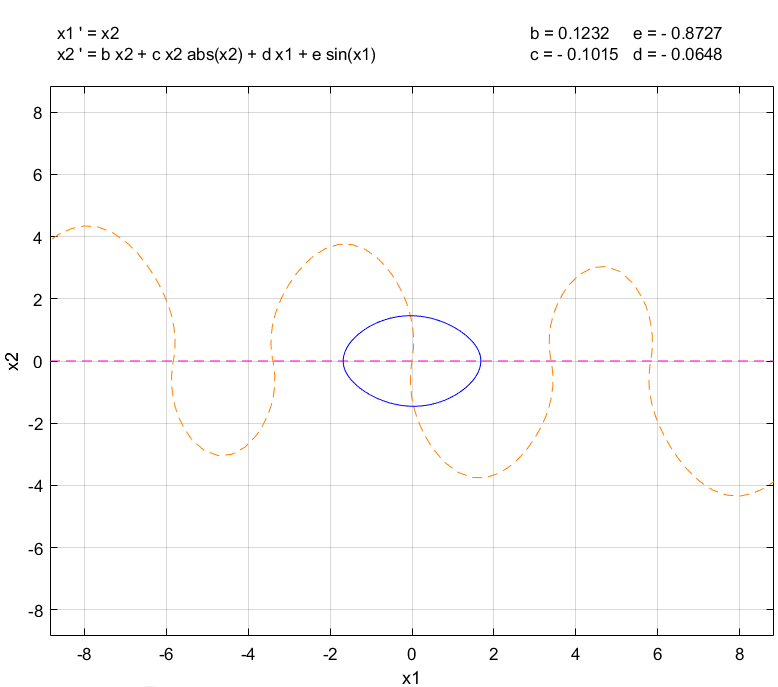 x1 ' = x2
x2 ' = b x2 + c x2 abs(x2) + d x1 + e sin(x1)
b = 0.1232 e = - 0.8727
c = - 0.1015 d = - 0.0648
8
6
4
2
0
-2
-4
-6
-8
x2
-8 -6 -4 -2 0 2 4 6 8
x1